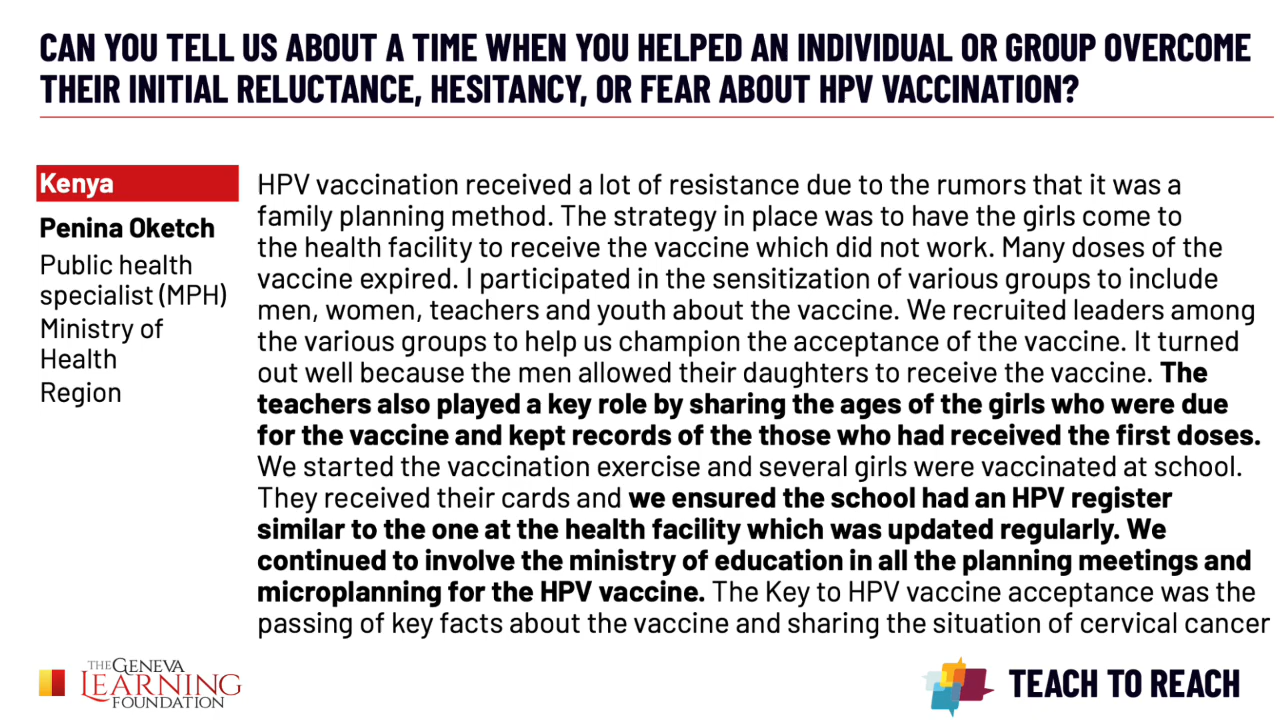 CAN YOU TELL US ABOUT A TIME WHEN YOU HELPED AN INDIVIDUAL OR GROUP OVERCOME
THEIR INITIAL RELUCTANCE, HESITANCY, OR FEAR ABOUT HPV VACCINATION?
Kenya
Penina Oketch
Public health
specialist (MPH)
Ministry of
Health
Region
HPV vaccination received a lot of resistance due to the rumors that it was a
family planning method. The strategy in place was to have the girls come to
the health facility to receive the vaccine which did not work. Many doses of the
vaccine expired. I participated in the sensitization of various groups to include
men, women, teachers and youth about the vaccine. We recruited leaders among
the various groups to help us champion the acceptance of the vaccine. It turned
out well because the men allowed their daughters to receive the vaccine. The
teachers also played a key role by sharing the ages of the girls who were due
for the vaccine and kept records of the those who had received the first doses.
We started the vaccination exercise and several girls were vaccinated at school.
They received their cards and we ensured the school had an HPV register
similar to the one at the health facility which was updated regularly. We
continued to involve the ministry of education in all the planning meetings and
microplanning for the HPV vaccine. The Key to HPV vaccine acceptance was the
passing of key facts about the vaccine and sharing the situation of cervical cancer
THE GENEVA
LEARNING
FOUNDATION
TEACH TO REACH